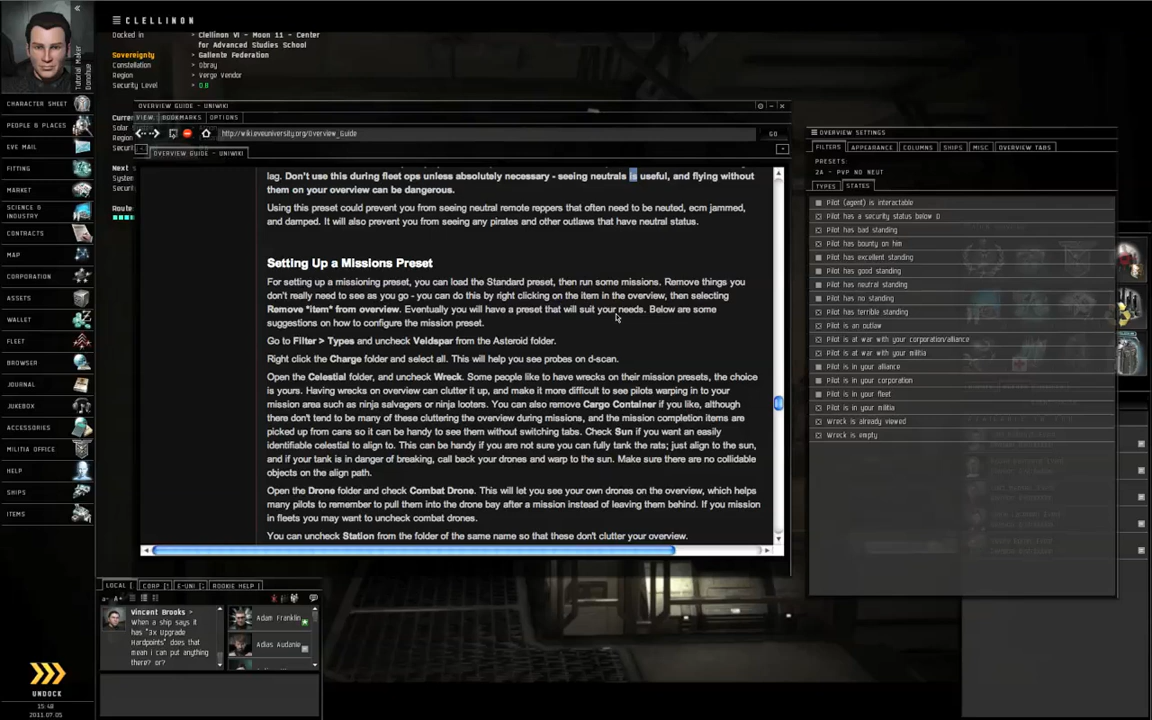 CLELLINON
Docked in > Clellinon VI - Moon 11 - Center
for Advanced Studies School
Sovereignty > Gallente Federation
Constellation > Obray
Region > Verge Vendor
Security Level > 0.8
Tutorial Maker
Donahue
CHARACTER SHEET
PEOPLE & PLACES
EVE MAIL
FITTING
MARKET
SCIENCE &
INDUSTRY
CONTRACTS
MAP
CORPORATION
ASSETS
WALLET
FLEET
BROWSER
JOURNAL
JUKEBOX
ACCESSORIES
MILITIA OFFICE
HELP
SHIPS
ITEMS
UNDOCK
15:48
2011.07.05
OVERVIEW GUIDE - UNIWIKI
VIEW BOOKMARKS OPTIONS
http://wiki.eveuniversity.org/Overview_Guide
GO
OVERVIEW GUIDE - UNIWIKI
lag. Don't use this during fleet ops unless absolutely necessary - seeing neutrals is useful, and flying without
them on your overview can be dangerous.
Using this preset could prevent you from seeing neutral remote reppers that often need to be neuted, ecm jammed,
and damped. It will also prevent you from seeing any pirates and other outlaws that have neutral status.
Setting Up a Missions Preset
For setting up a missioning preset, you can load the Standard preset, then run some missions. Remove things you
don't really need to see as you go - you can do this by right clicking on the item in the overview, then selecting
Remove "item" from overview. Eventually you will have a preset that will suit your needs. Below are some
suggestions on how to configure the mission preset.
Go to Filter > Types and uncheck Veldspar from the Asteroid folder.
Right click the Charge folder and select all. This will help you see probes on d-scan.
Open the Celestial folder, and uncheck Wreck. Some people like to have wrecks on their mission presets, the choice
is yours. Having wrecks on overview can clutter it up, and make it more difficult to see pilots warping in to your
mission area such as ninja salvagers or ninja looters. You can also remove Cargo Container if you like, although
there don't tend to be many of these cluttering the overview during missions, and the mission completion items are
picked up from cans so it can be handy to see them without switching tabs. Check Sun if you want an easily
identifiable celestial to align to. This can be handy if you are not sure you can fully tank the rats; just align to the sun,
and if your tank is in danger of breaking, call back your drones and warp to the sun. Make sure there are no collidable
objects on the align path.
Open the Drone folder and check Combat Drone. This will let you see your own drones on the overview, which helps
many pilots to remember to pull them into the drone bay after a mission instead of leaving them behind. If you mission
in fleets you may want to uncheck combat drones.
You can uncheck Station from the folder of the same name so that these don't clutter your overview.
OVERVIEW SETTINGS
FILTERS APPEARANCE COLUMNS SHIPS MISC OVERVIEW TABS
PRESETS:
2A - PVP NO NEUT
TYPES STATES
Pilot (agent) is interactable
Pilot has a security status below 0
Pilot has bad standing
Pilot has bounty on him
Pilot has excellent standing
Pilot has good standing
Pilot has neutral standing
Pilot has no standing
Pilot has terrible standing
Pilot is an outlaw
Pilot is at war with your corporation/alliance
Pilot is at war with your militia
Pilot is in your alliance
Pilot is in your corporation
Pilot is in your fleet
Pilot is in your militia
Wreck is already viewed
Wreck is empty
LOCAL [ CORP [1 E-UNI [ ROOKIE HELP [
Vincent Brooks >
When a ship says it
has "3x Upgrade
Hardpoints" does that
mean i can put anything
there? or?
Adam Franklin
Adias Audanie